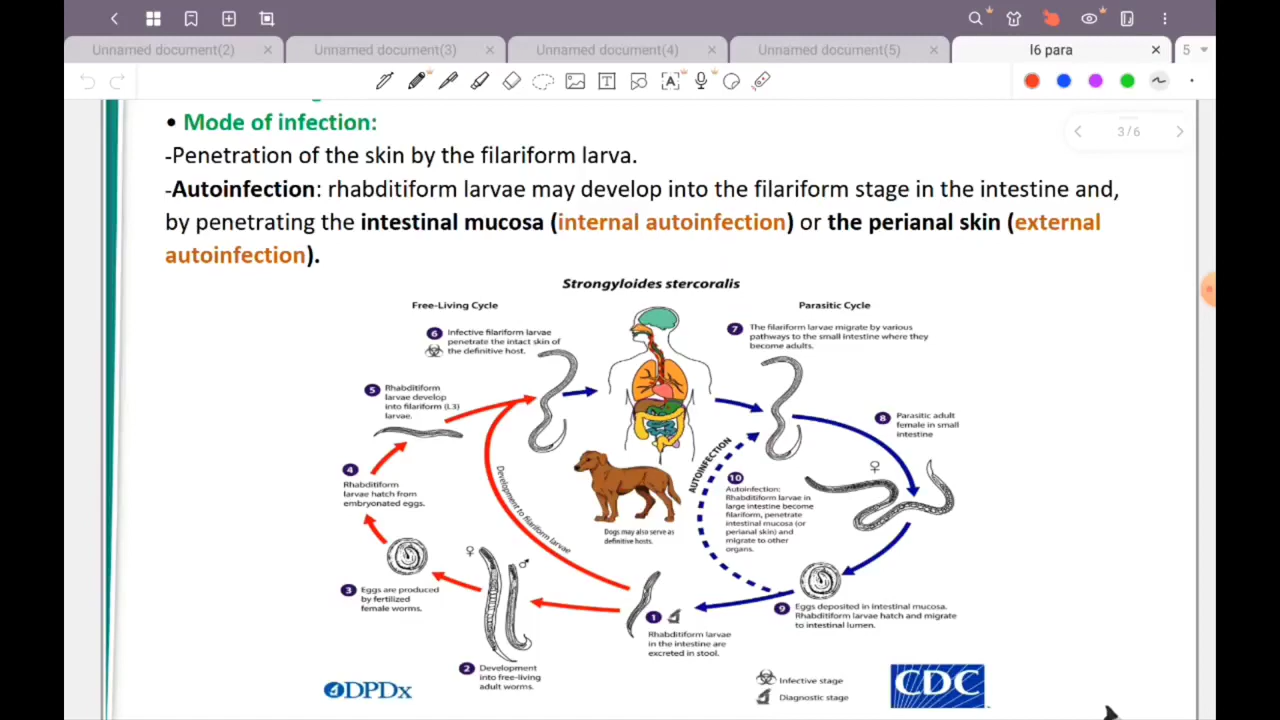 Unnamed document(2)
Unnamed document(3)
Unnamed document(4)
Unnamed document(5)
l6 para
5
3/6
• Mode of infection:
-Penetration of the skin by the filariform larva.
-Autoinfection: rhabditiform larvae may develop into the filariform stage in the intestine and,
by penetrating the intestinal mucosa (internal autoinfection) or the perianal skin (external
autoinfection).
Strongyloides stercoralis
Free-Living Cycle
Parasitic Cycle
6 Infective filariform larvae
penetrate the intact skin of
the definitive host.
7 The filariform larvae migrate by various
pathways to the small intestine where they
become adults.
5 Rhabditiform
larvae develop
into filariform (L3)
larvae.
8 Parasitic adult
female in small
intestine
4
Rhabditiform
larvae hatch from
embryonated eggs.
Development to filariform larvae
AUTOINFECTION
10
Autoinfection:
Rhabditiform larvae in
large intestine become
filariform, penetrate
intestinal mucosa (or
perianal skin) and
migrate to other
organs.
Dogs may also serve as
definitive hosts.
♀
♀
♂
3 Eggs are produced
by fertilized
female worms.
9 Eggs deposited in intestinal mucosa.
Rhabditiform larvae hatch and migrate
to intestinal lumen.
1
Rhabditiform larvae
in the intestine are
excreted in stool.
2 Development
into free-living
adult worms.
DPDx
Infective stage
Diagnostic stage
CDC